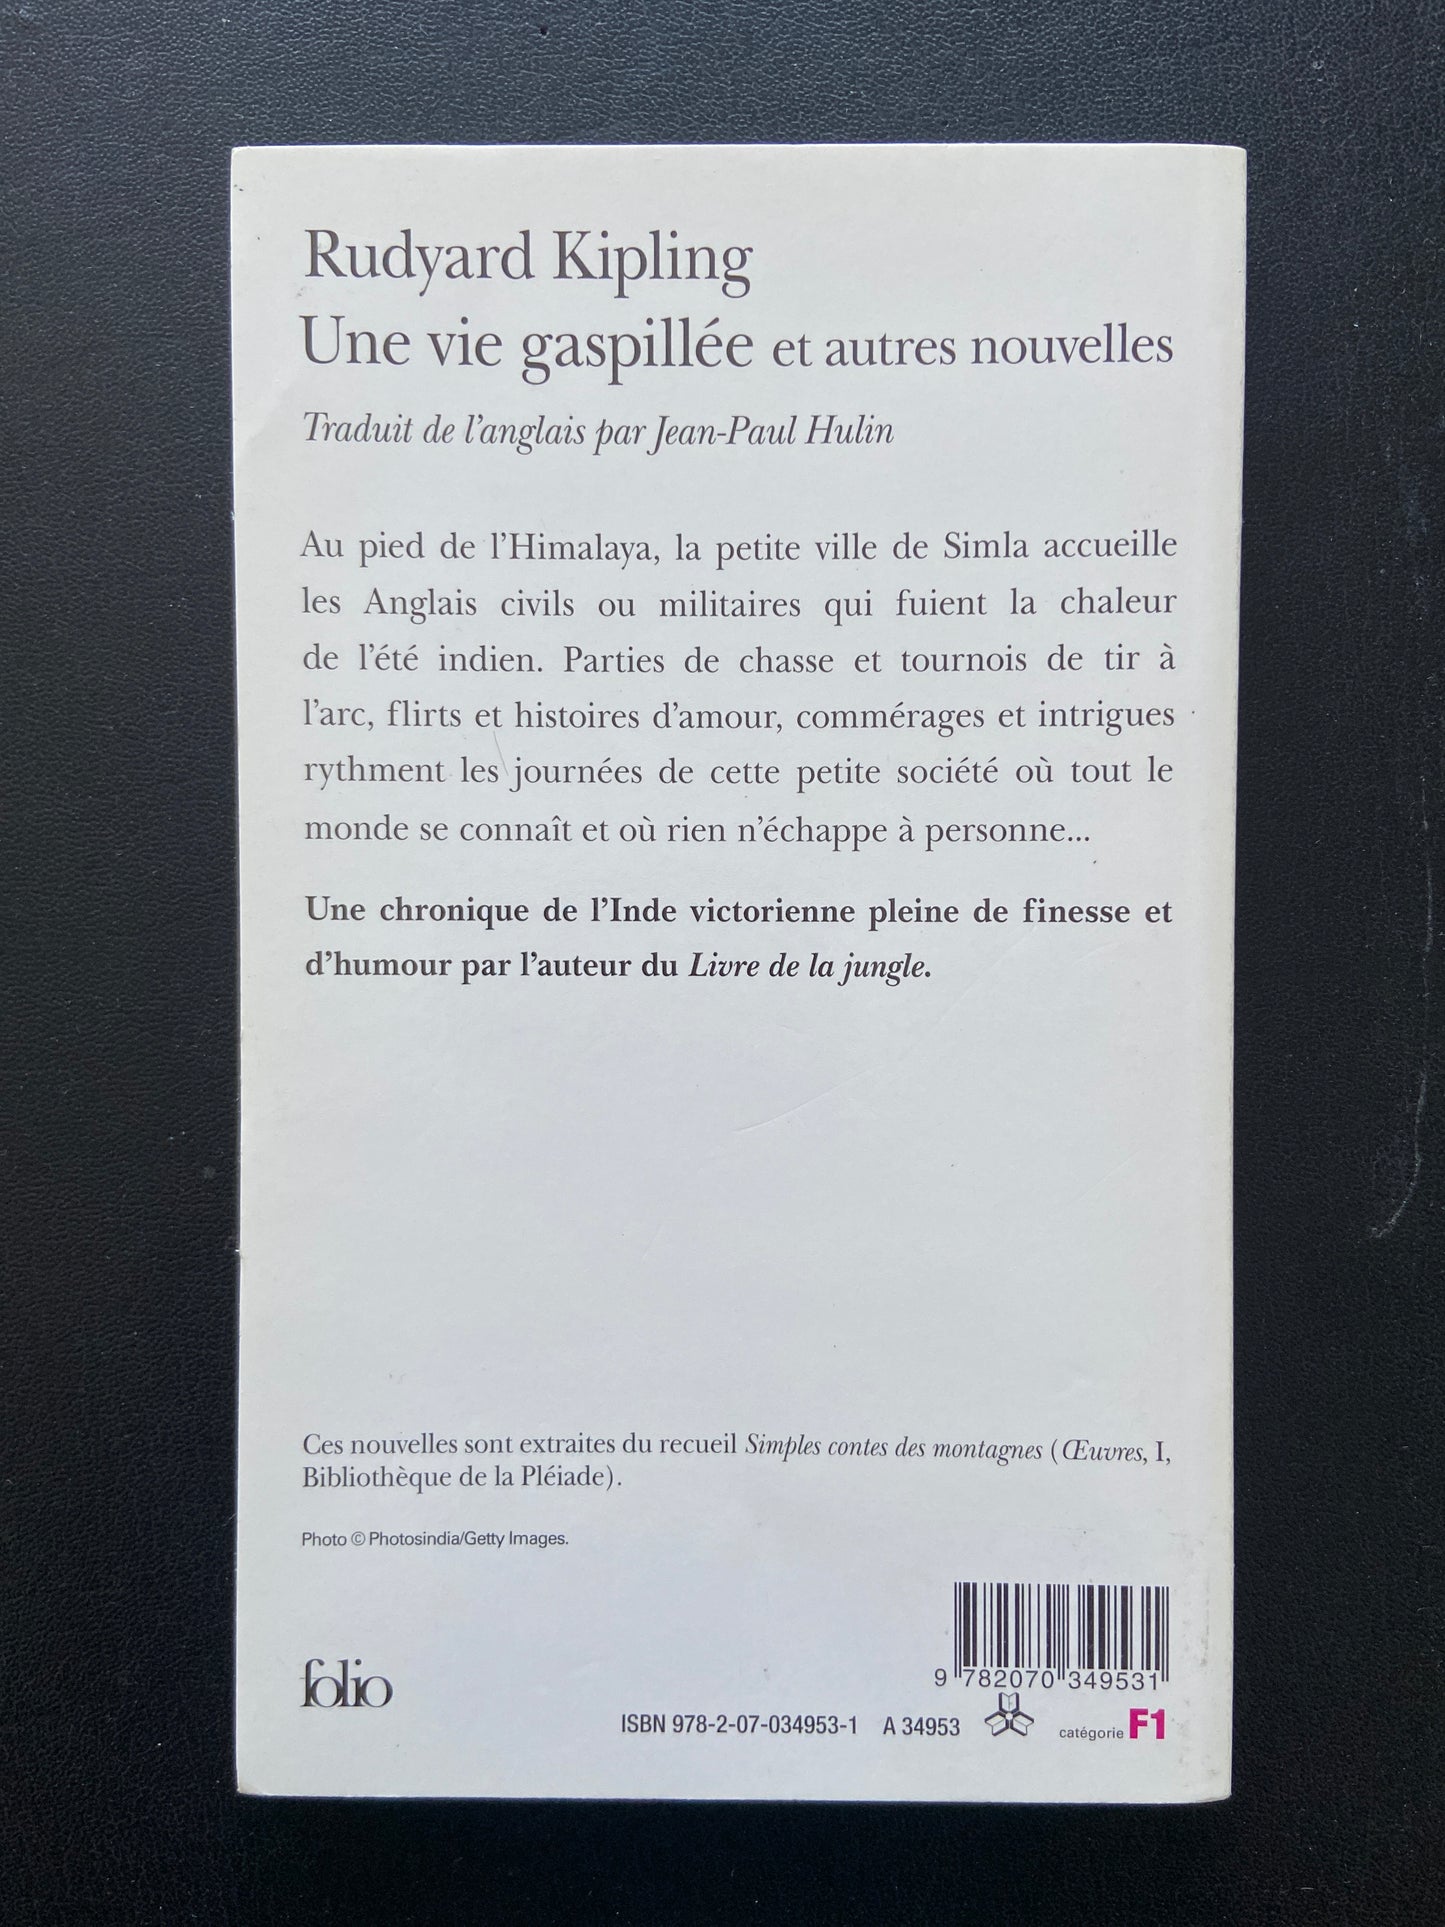 Rudyard Kipling
Une vie gaspillée et autres nouvelles
Traduit de l'anglais par Jean-Paul Hulin
Au pied de l'Himalaya, la petite ville de Simla accueille
les Anglais civils ou militaires qui fuient la chaleur
de l'été indien. Parties de chasse et tournois de tir à
l'arc, flirts et histoires d'amour, commérages et intrigues
rythment les journées de cette petite société où tout le
monde se connaît et où rien n'échappe à personne...
Une chronique de l'Inde victorienne pleine de finesse et
d'humour par l'auteur du Livre de la jungle.
Ces nouvelles sont extraites du recueil Simples contes des montagnes (Œuvres, I,
Bibliothèque de la Pléiade).
Photo © Photosindia/Getty Images.
9 782070 349531
folio
ISBN 978-2-07-034953-1 A 34953 catégorie F1